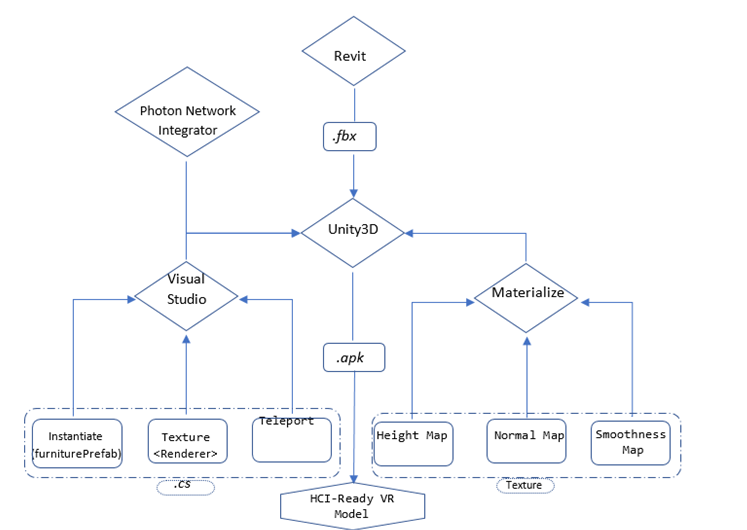 Revit
Photon Network
Integrator
.fbx
Unity3D
Visual
Studio
Materialize
.apk
Instantiate
(furniturePrefab)
Texture
<Renderer>
Teleport
Height Map
Normal Map
Smoothness
Map
.cs
Texture
HCI-Ready VR
Model